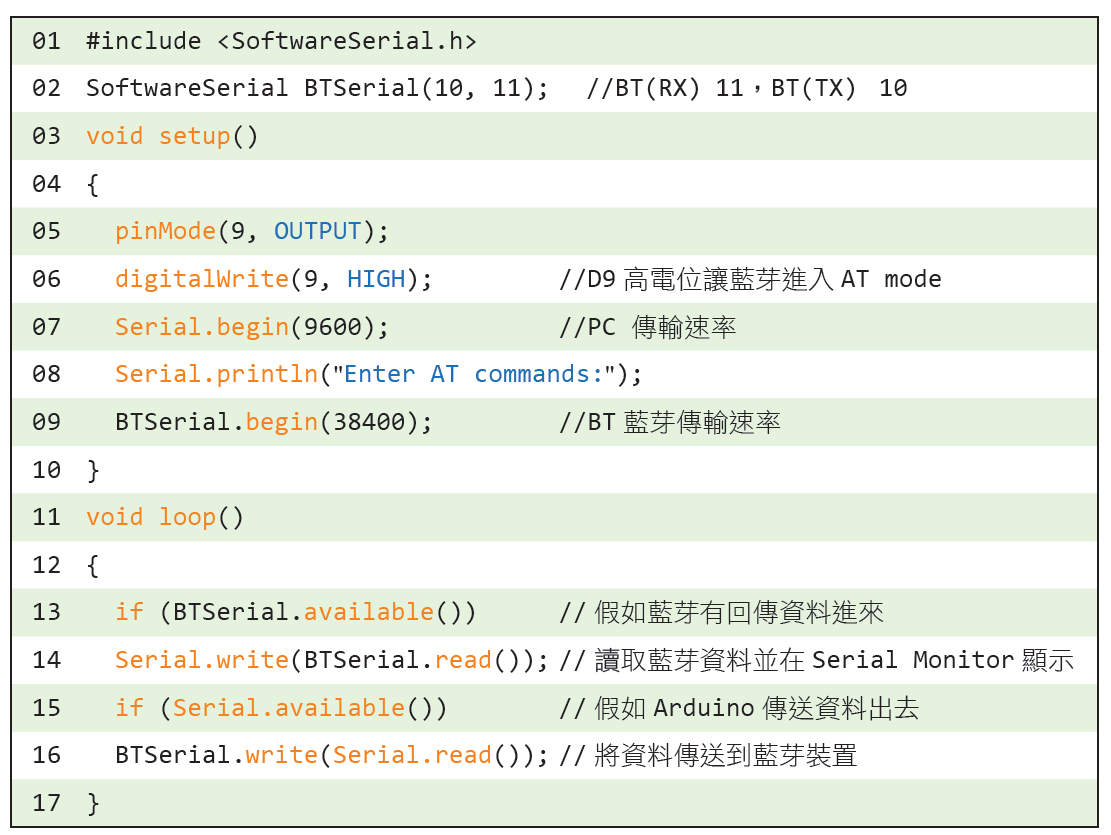 01 #include <SoftwareSerial.h>
02 SoftwareSerial BTSerial(10, 11); //BT(RX) 11，BT(TX) 10
03 void setup()
04 {
05 pinMode(9, OUTPUT);
06 digitalWrite(9, HIGH); //D9 高電位讓藍芽進入 AT mode
07 Serial.begin(9600); //PC 傳輸速率
08 Serial.println("Enter AT commands:");
09 BTSerial.begin(38400); //BT 藍芽傳輸速率
10 }
11 void loop()
12 {
13 if (BTSerial.available()) // 假如藍芽有回傳資料進來
14 Serial.write(BTSerial.read()); // 讀取藍芽資料並在 Serial Monitor 顯示
15 if (Serial.available()) // 假如 Arduino 傳送資料出去
16 BTSerial.write(Serial.read()); // 將資料傳送到藍芽裝置
17 }